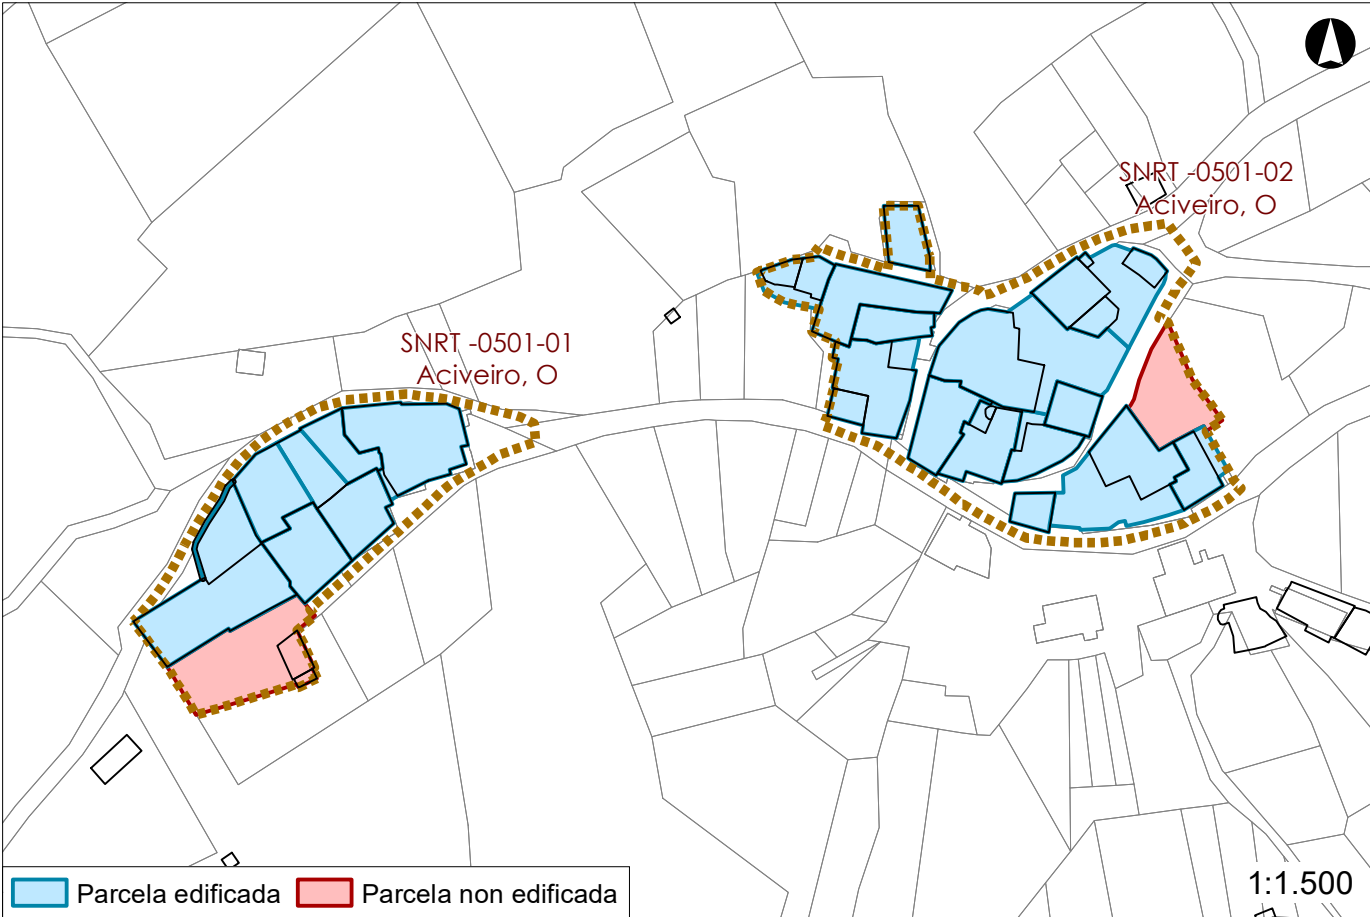 SNRT -0501-02
Aciveiro, O
SNRT -0501-01
Aciveiro, O
Parcela edificada
Parcela non edificada
1:1.500